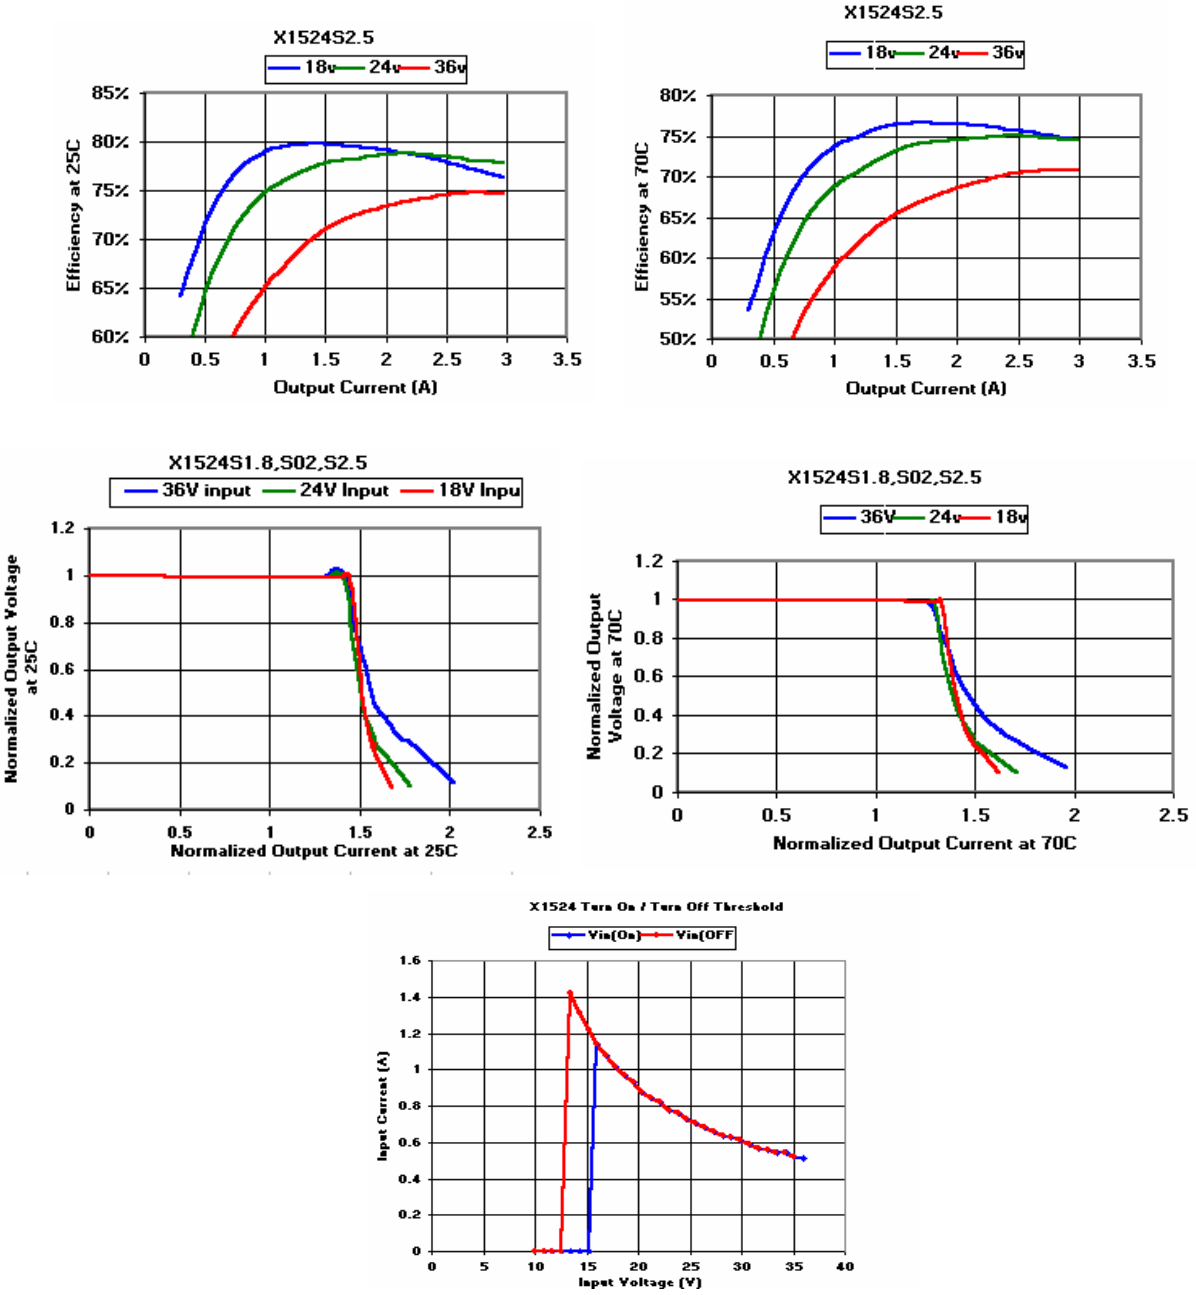 X1524S2.5
18v 24v 36v
85%
80%
75%
70%
65%
60%
Efficiency at 25C
0 0.5 1 1.5 2 2.5 3 3.5
Output Current (A)
X1524S2.5
18v 24v 36v
80%
75%
70%
65%
60%
55%
50%
Efficiency at 70C
0 0.5 1 1.5 2 2.5 3 3.5
Output Current (A)
X1524S1.8,S02,S2.5
36V input 24V Input 18V Inpu
1.2
1
0.8
0.6
0.4
0.2
0
Normalized Output Voltage
at 25C
0 0.5 1 1.5 2 2.5
Normalized Output Current at 25C
X1524S1.8,S02,S2.5
36V 24v 18v
1.2
1
0.8
0.6
0.4
0.2
0
Normalized Output
Voltage at 70C
0 0.5 1 1.5 2 2.5
Normalized Output Current at 70C
X1524 Turn On / Turn Off Threshold
Vin(On) Vin(OFF
1.6
1.4
1.2
1
0.8
0.6
0.4
0.2
0
Input Current (A)
0 5 10 15 20 25 30 35 40
Input Voltage (V)